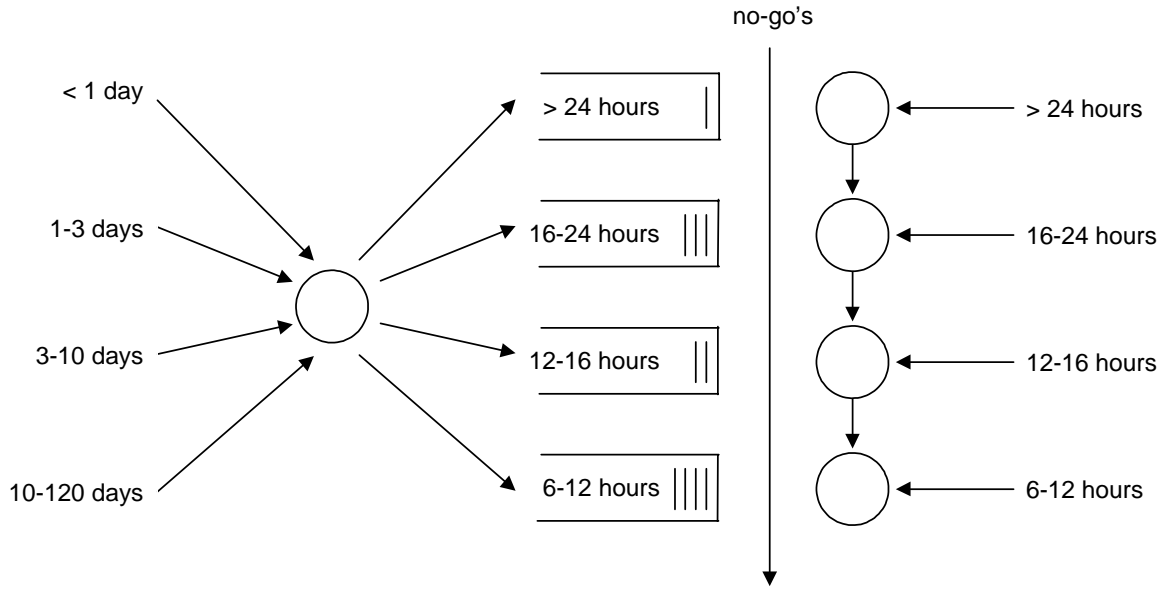 no-go’s
< 1 day
> 24 hours
> 24 hours
1-3 days
16-24 hours
16-24 hours
3-10 days
12-16 hours
12-16 hours
10-120 days
6-12 hours
6-12 hours